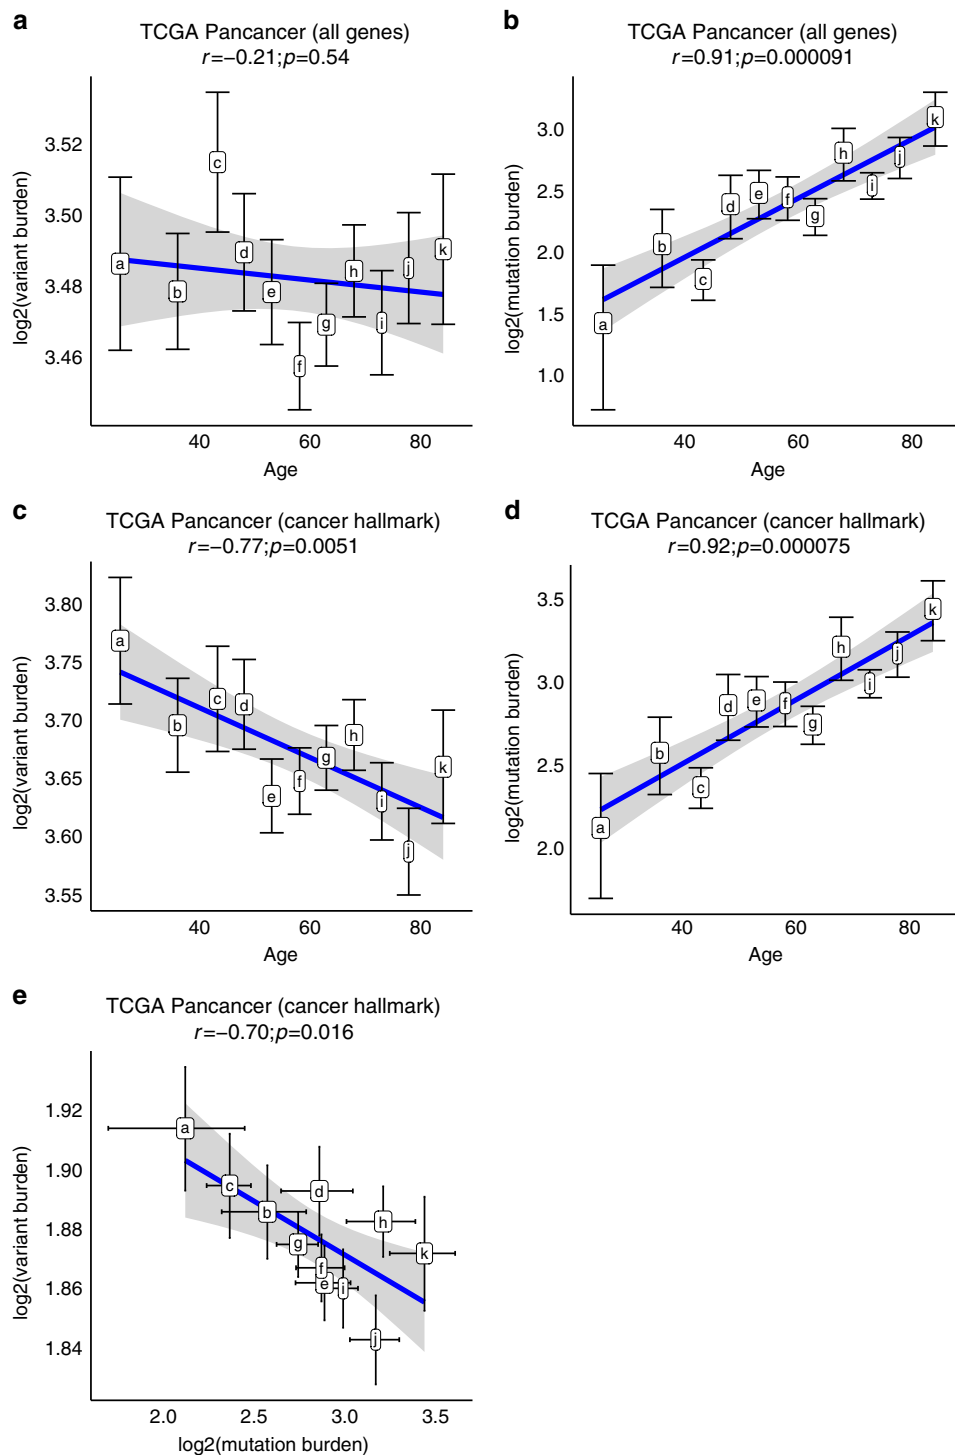 a
TCGA Pancancer (all genes)
r=−0.21;p=0.54
log2(variant burden)
3.52
3.50
3.48
3.46
a
b
c
d
e
f
g
h
i
j
k
40
60
80
Age
b
TCGA Pancancer (all genes)
r=0.91;p=0.000091
log2(mutation burden)
3.0
2.5
2.0
1.5
1.0
a
b
c
d
e
f
g
h
i
j
k
40
60
80
Age
c
TCGA Pancancer (cancer hallmark)
r=−0.77;p=0.0051
log2(variant burden)
3.80
3.75
3.70
3.65
3.60
3.55
a
b
c
d
e
f
g
h
i
j
k
40
60
80
Age
d
TCGA Pancancer (cancer hallmark)
r=0.92;p=0.000075
log2(mutation burden)
3.5
3.0
2.5
2.0
a
b
c
d
e
f
g
h
i
j
k
40
60
80
Age
e
TCGA Pancancer (cancer hallmark)
r=−0.70;p=0.016
log2(variant burden)
1.92
1.90
1.88
1.86
1.84
a
c
b
g
d
f
e
i
h
j
k
2.0
2.5
3.0
3.5
log2(mutation burden)